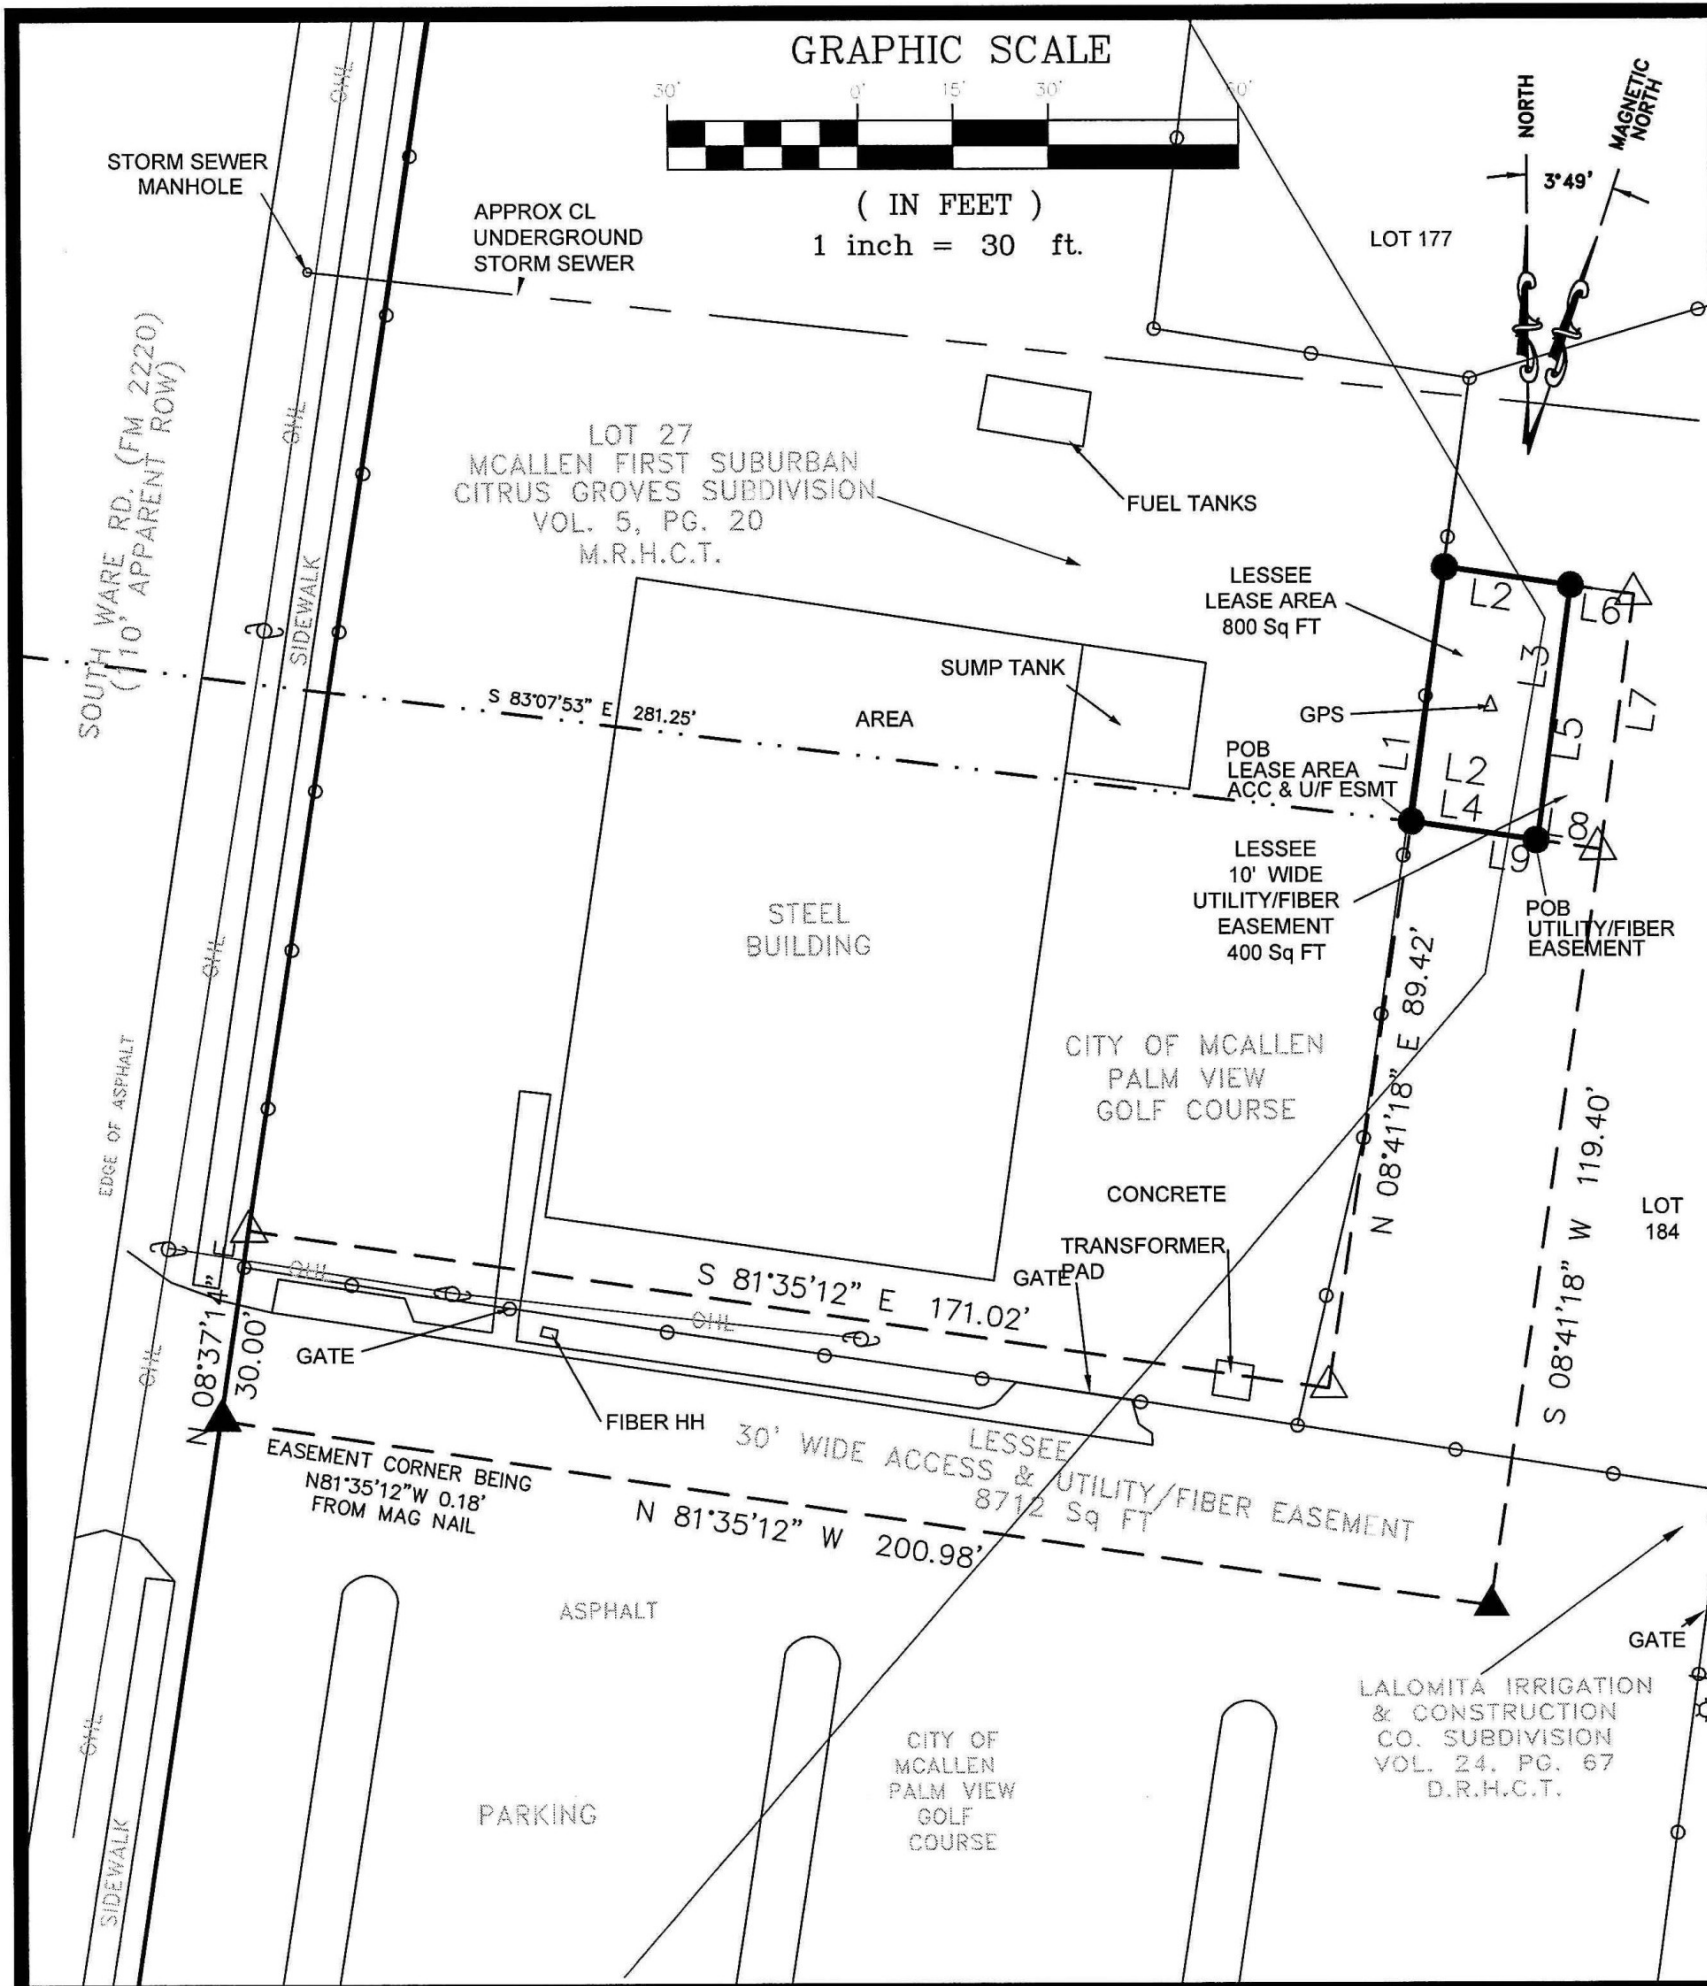 GRAPHIC SCALE
30' 0' 15' 30' 60'
( IN FEET )
1 inch = 30 ft.
NORTH
MAGNETIC
NORTH
3°49'
STORM SEWER
MANHOLE
APPROX CL
UNDERGROUND
STORM SEWER
LOT 177
OHL
SOUTH WARE RD. (FM 2220)
(110' APPARENT ROW)
OHL
SIDEWALK
LOT 27
MCALLEN FIRST SUBURBAN
CITRUS GROVES SUBDIVISION
VOL. 5, PG. 20
M.R.H.C.T.
FUEL TANKS
LESSEE
LEASE AREA
800 Sq FT
L2
L6
L3
L7
SUMP TANK
S 83°07'53" E 281.25'
AREA
GPS
L1
L5
POB
LEASE AREA
ACC & U/F ESMT
L2
L4
L8
L9
LESSEE
10' WIDE
UTILITY/FIBER
EASEMENT
400 Sq FT
POB
UTILITY/FIBER
EASEMENT
STEEL
BUILDING
OHL
EDGE OF ASPHALT
CITY OF MCALLEN
PALM VIEW
GOLF COURSE
N 08°41'18" E 89.42'
S 08°41'18" W 119.40'
CONCRETE
LOT
184
TRANSFORMER
PAD
GATE
S 81°35'12" E 171.02'
OHL
OHL
N 08°37'14" E
30.00'
GATE
OHL
FIBER HH
EASEMENT CORNER BEING
N81°35'12"W 0.18'
FROM MAG NAIL
LESSEE
30' WIDE ACCESS & UTILITY/FIBER EASEMENT
8712 Sq FT
N 81°35'12" W 200.98'
ASPHALT
GATE
OHL
LALOMITA IRRIGATION
& CONSTRUCTION
CO. SUBDIVISION
VOL. 24, PG. 67
D.R.H.C.T.
CITY OF
MCALLEN
PALM VIEW
GOLF
COURSE
PARKING
SIDEWALK